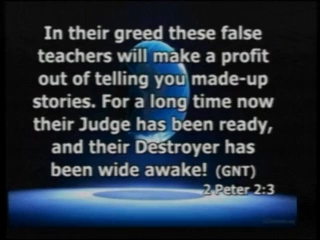 In their greed these false
teachers will make a profit
out of telling you made-up
stories. For a long time now
their Judge has been ready,
and their Destroyer has
been wide awake! (GNT)
2 Peter 2:3